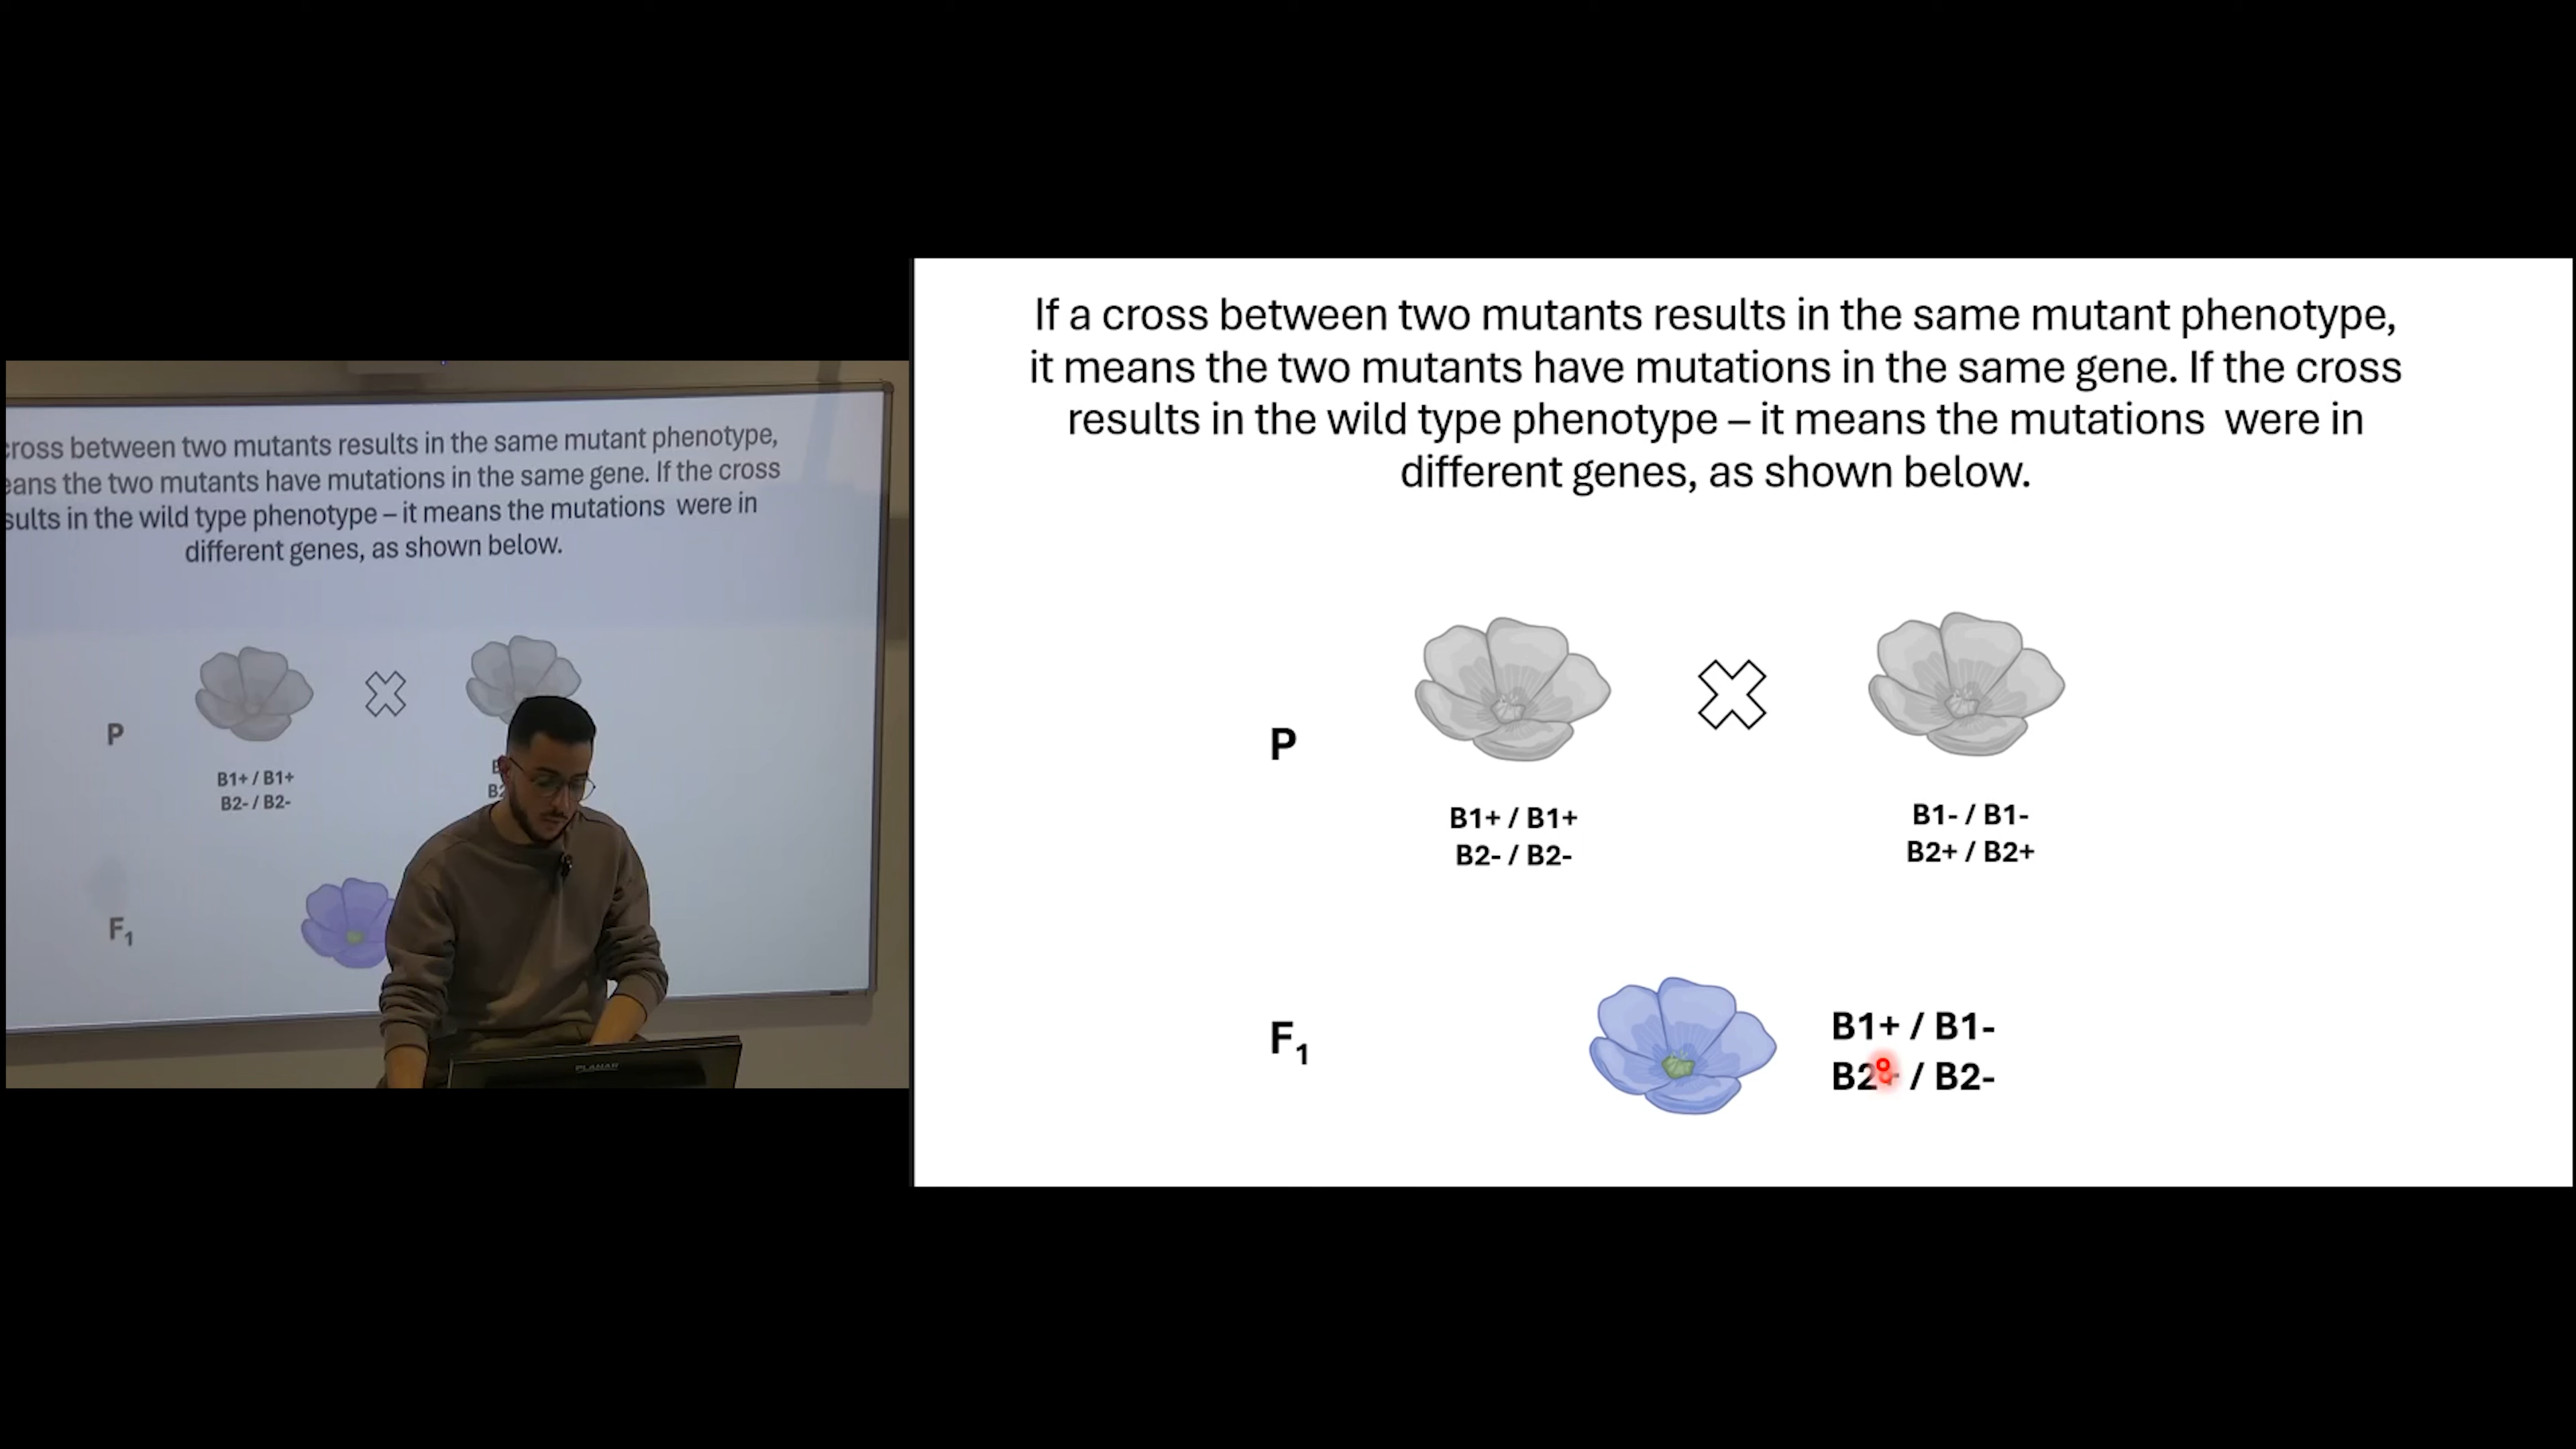 cross between two mutants results in the same mutant phenotype,
the two mutants have mutations in the same gene. If the cross
in the wild type phenotype – it means the mutations were in
different genes, as shown below.
P
B1+ / B1+
B2- / B2-
F1
PLANAR
If a cross between two mutants results in the same mutant phenotype,
it means the two mutants have mutations in the same gene. If the cross
results in the wild type phenotype – it means the mutations were in
different genes, as shown below.
P
B1+ / B1+
B2- / B2-
B1- / B1-
B2+ / B2+
F1
B1+ / B1-
B2+ / B2-